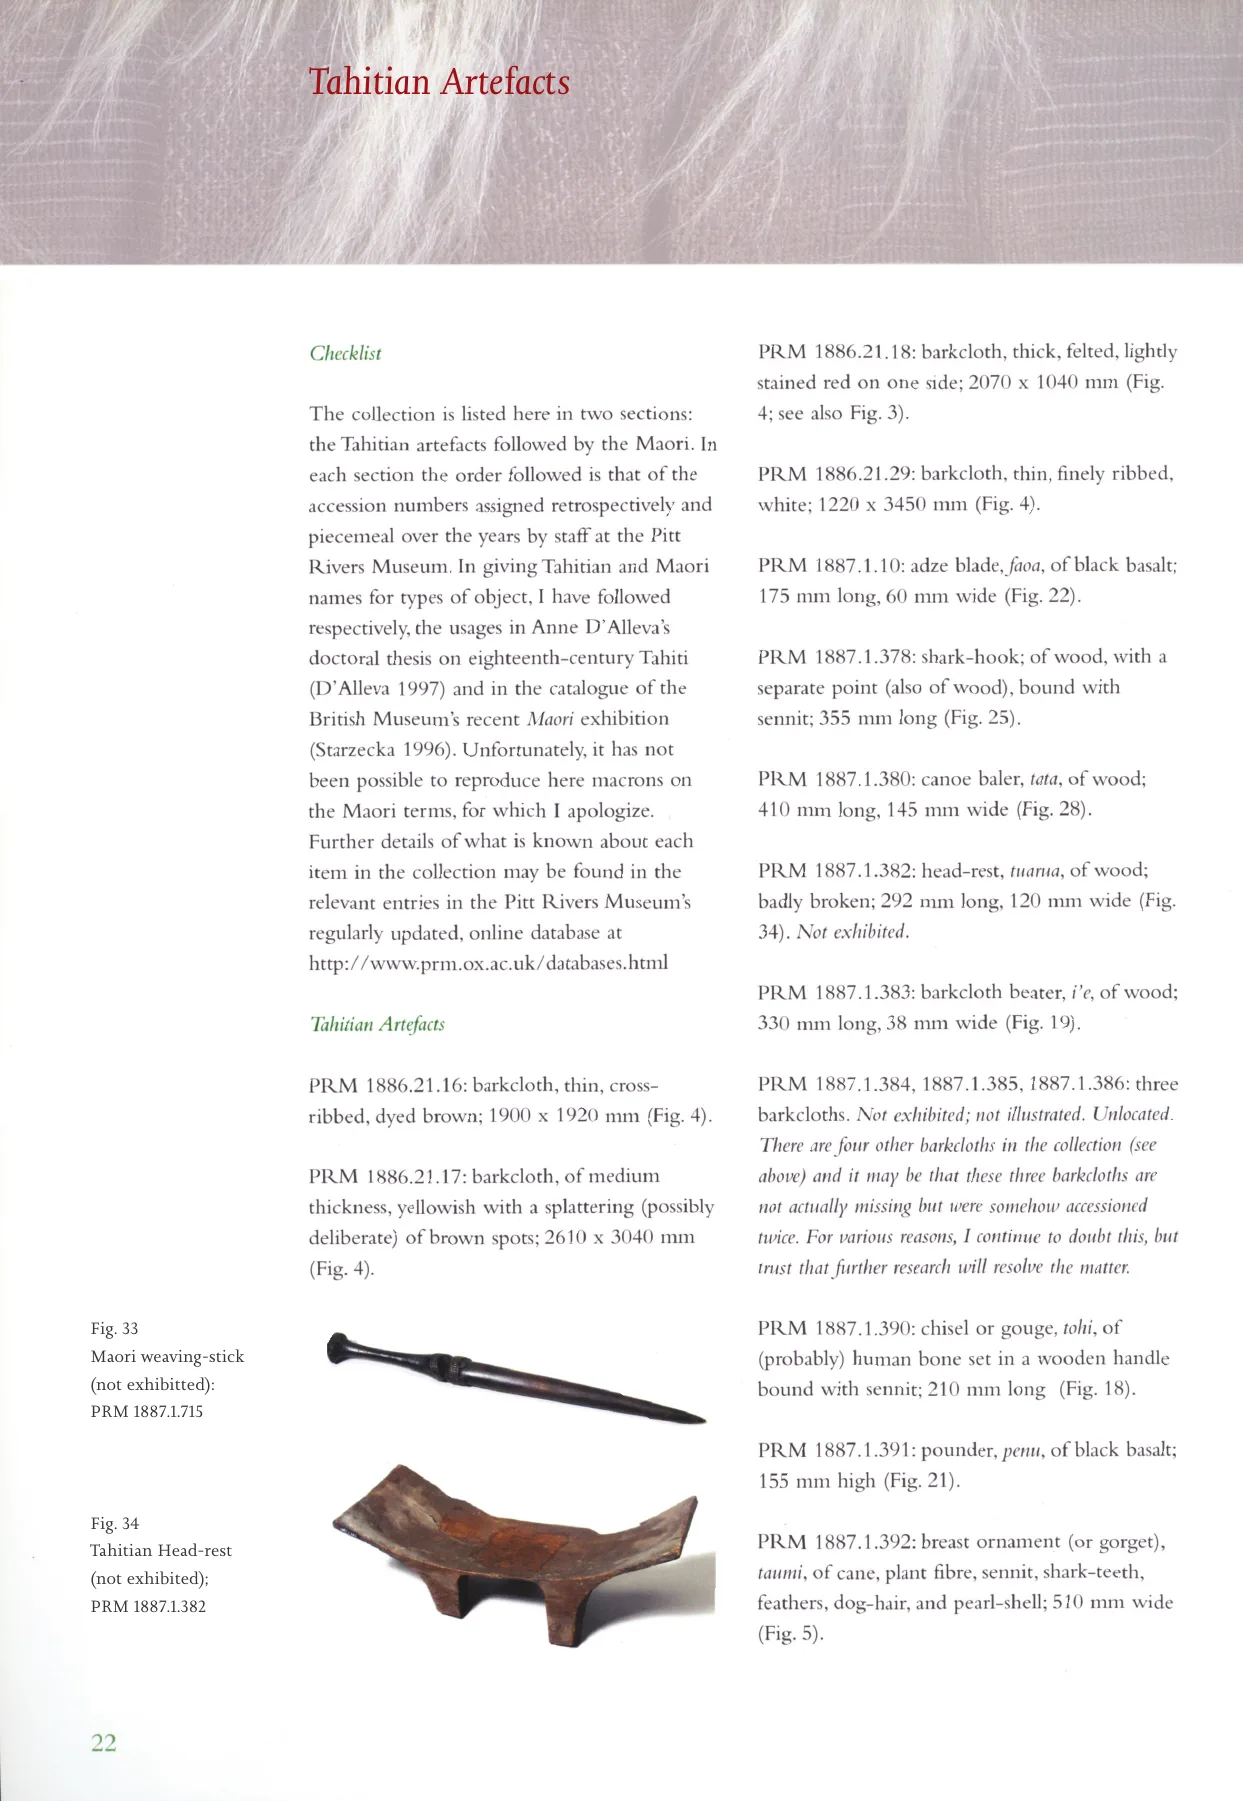 Tahitian Artefacts
Checklist
The collection is listed here in two sections:
the Tahitian artefacts followed by the Maori. In
each section the order followed is that of the
accession numbers assigned retrospectively and
piecemeal over the years by staff at the Pitt
Rivers Museum. In giving Tahitian and Maori
names for types of object, I have followed
respectively, the usages in Anne D'Alleva's
doctoral thesis on eighteenth-century Tahiti
(D'Alleva 1997) and in the catalogue of the
British Museum's recent Maori exhibition
(Starzecka 1996). Unfortunately, it has not
been possible to reproduce here macrons on
the Maori terms, for which I apologize.
Further details of what is known about each
item in the collection may be found in the
relevant entries in the Pitt Rivers Museum's
regularly updated, online database at
http://www.prm.ox.ac.uk/databases.html
Tahitian Artefacts
PRM 1886.21.16: barkcloth, thin, cross-
ribbed, dyed brown; 1900 x 1920 mm (Fig. 4).
PRM 1886.21.17: barkcloth, of medium
thickness, yellowish with a splattering (possibly
deliberate) of brown spots; 2610 x 3040 mm
(Fig. 4).
PRM 1886.21.18: barkcloth, thick, felted, lightly
stained red on one side; 2070 x 1040 mm (Fig.
4; see also Fig. 3).
PRM 1886.21.29: barkcloth, thin, finely ribbed,
white; 1220 x 3450 mm (Fig. 4).
PRM 1887.1.10: adze blade, faoa, of black basalt;
175 mm long, 60 mm wide (Fig. 22).
PRM 1887.1.378: shark-hook; of wood, with a
separate point (also of wood), bound with
sennit; 355 mm long (Fig. 25).
PRM 1887.1.380: canoe baler, tata, of wood;
410 mm long, 145 mm wide (Fig. 28).
PRM 1887.1.382: head-rest, tuarua, of wood;
badly broken; 292 mm long, 120 mm wide (Fig.
34). Not exhibited.
PRM 1887.1.383: barkcloth beater, i'e, of wood;
330 mm long, 38 mm wide (Fig. 19).
PRM 1887.1.384, 1887.1.385, 1887.1.386: three
barkcloths. Not exhibited; not illustrated. Unlocated.
There are four other barkcloths in the collection (see
above) and it may be that these three barkcloths are
not actually missing but were somehow accessioned
twice. For various reasons, I continue to doubt this, but
trust that further research will resolve the matter.
PRM 1887.1.390: chisel or gouge, tohi, of
(probably) human bone set in a wooden handle
bound with sennit; 210 mm long (Fig. 18).
PRM 1887.1.391: pounder, penu, of black basalt;
155 mm high (Fig. 21).
PRM 1887.1.392: breast ornament (or gorget),
taumi, of cane, plant fibre, sennit, shark-teeth,
feathers, dog-hair, and pearl-shell; 510 mm wide
(Fig. 5).
Fig. 33
Maori weaving-stick
(not exhibitted):
PRM 1887.1.715
Fig. 34
Tahitian Head-rest
(not exhibited);
PRM 1887.1.382
22